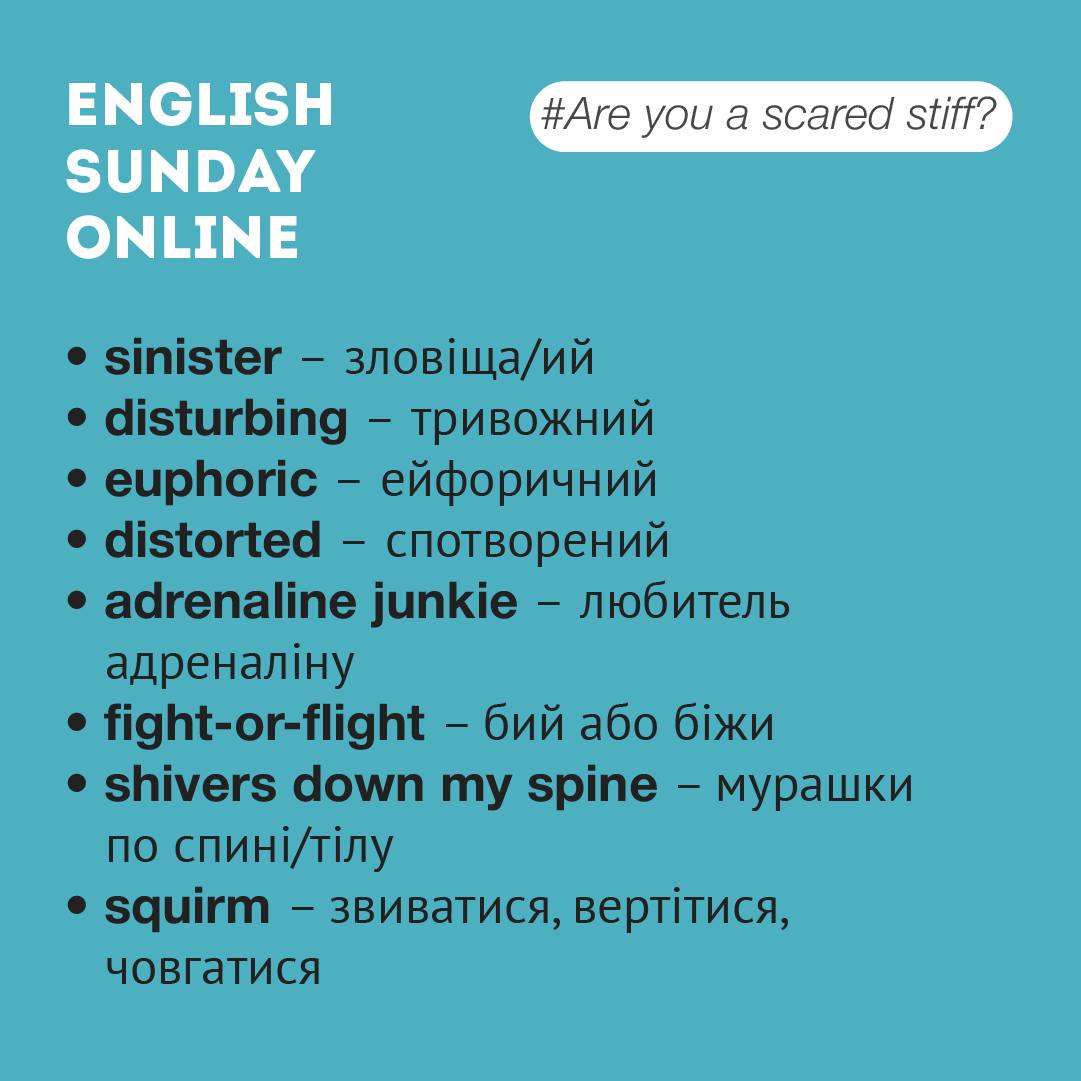 ENGLISH
SUNDAY
ONLINE
#Are you a scared stiff?
• sinister – зловіща/ий
• disturbing – тривожний
• euphoric – ейфоричний
• distorted – спотворений
• adrenaline junkie – любитель
адреналіну
• fight-or-flight – бий або біжи
• shivers down my spine – мурашки
по спині/тілу
• squirm – звиватися, вертітися,
човгатися